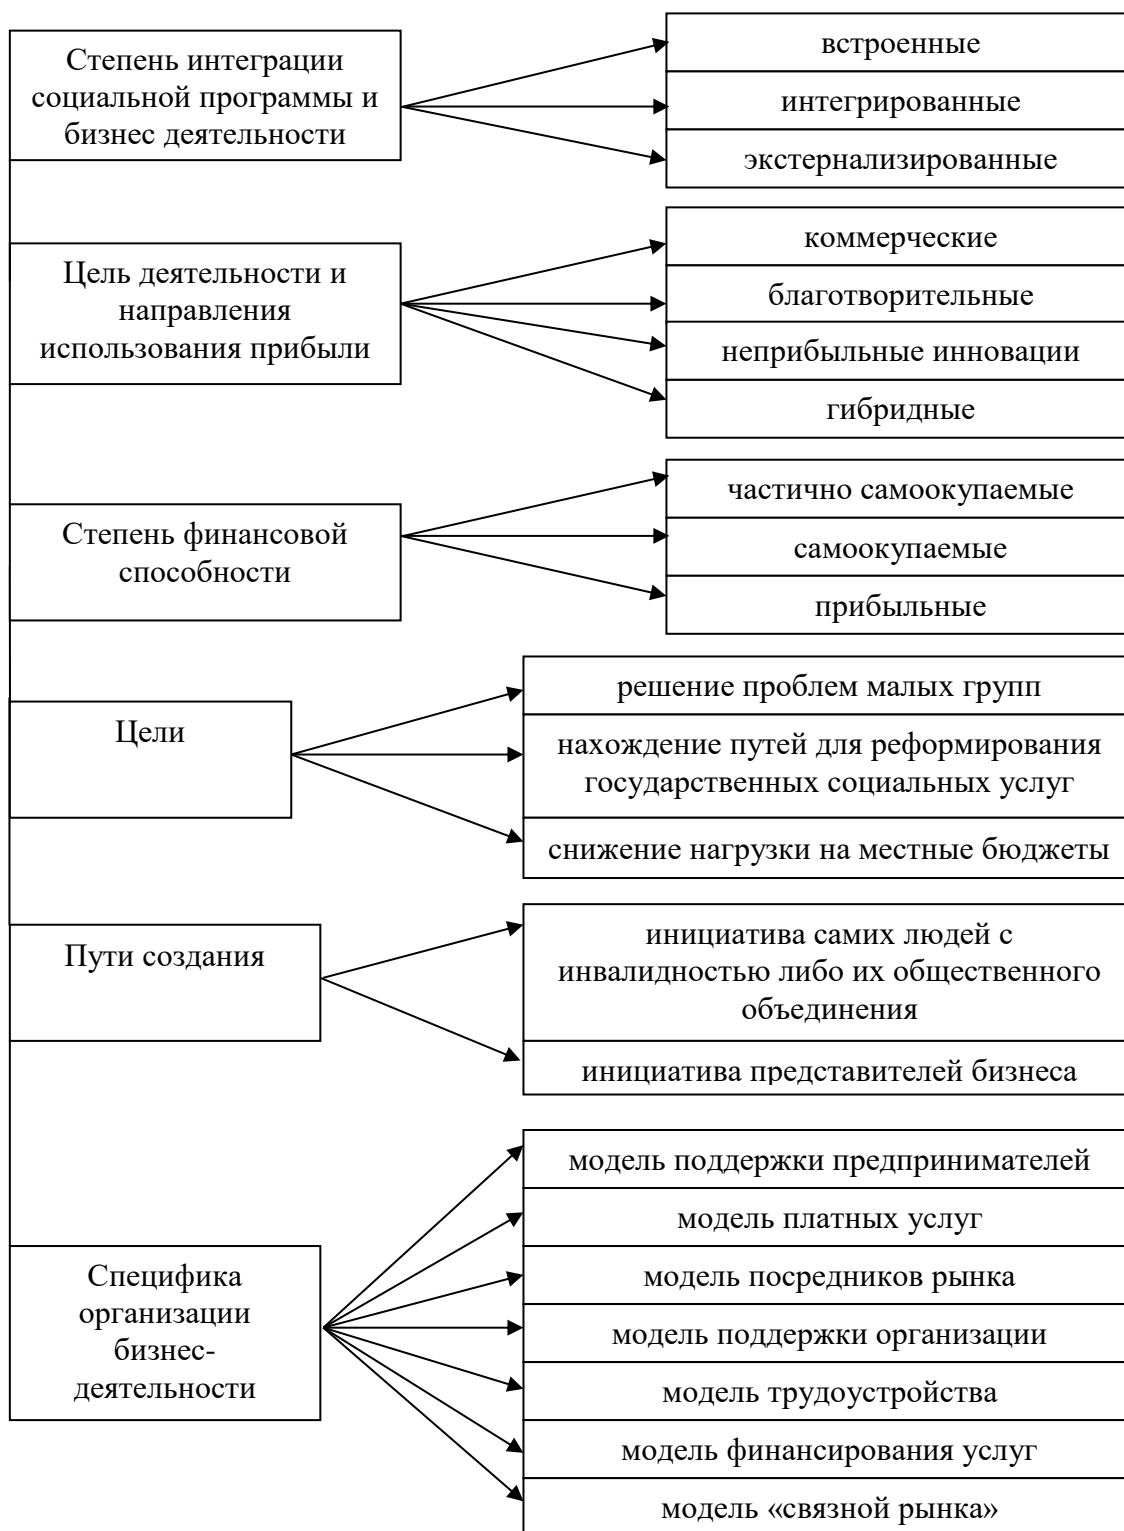 Степень интеграции
социальной программы и
бизнес деятельности
встроенные
интегрированные
экстернализированные
Цель деятельности и
направления
использования прибыли
коммерческие
благотворительные
неприбыльные инновации
гибридные
Степень финансовой
способности
частично самоокупаемые
самоокупаемые
прибыльные
Цели
решение проблем малых групп
нахождение путей для реформирования
государственных социальных услуг
снижение нагрузки на местные бюджеты
Пути создания
инициатива самих людей с
инвалидностью либо их общественного
объединения
инициатива представителей бизнеса
Специфика
организации
бизнес-
деятельности
модель поддержки предпринимателей
модель платных услуг
модель посредников рынка
модель поддержки организации
модель трудоустройства
модель финансирования услуг
модель «связной рынка»